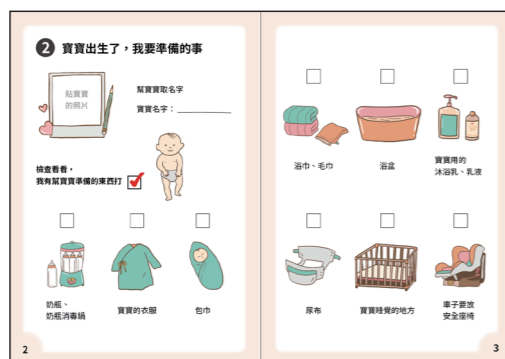 2 寶寶出生了，我要準備的事
貼寶寶
的照片
幫寶寶取名字
寶寶名字：
檢查看看，
我有幫寶寶準備的東西打
奶瓶、
奶瓶消毒鍋
寶寶的衣服
包巾
2
浴巾、毛巾
浴盆
寶寶用的
沐浴乳、乳液
尿布
寶寶睡覺的地方
車子要放
安全座椅
3